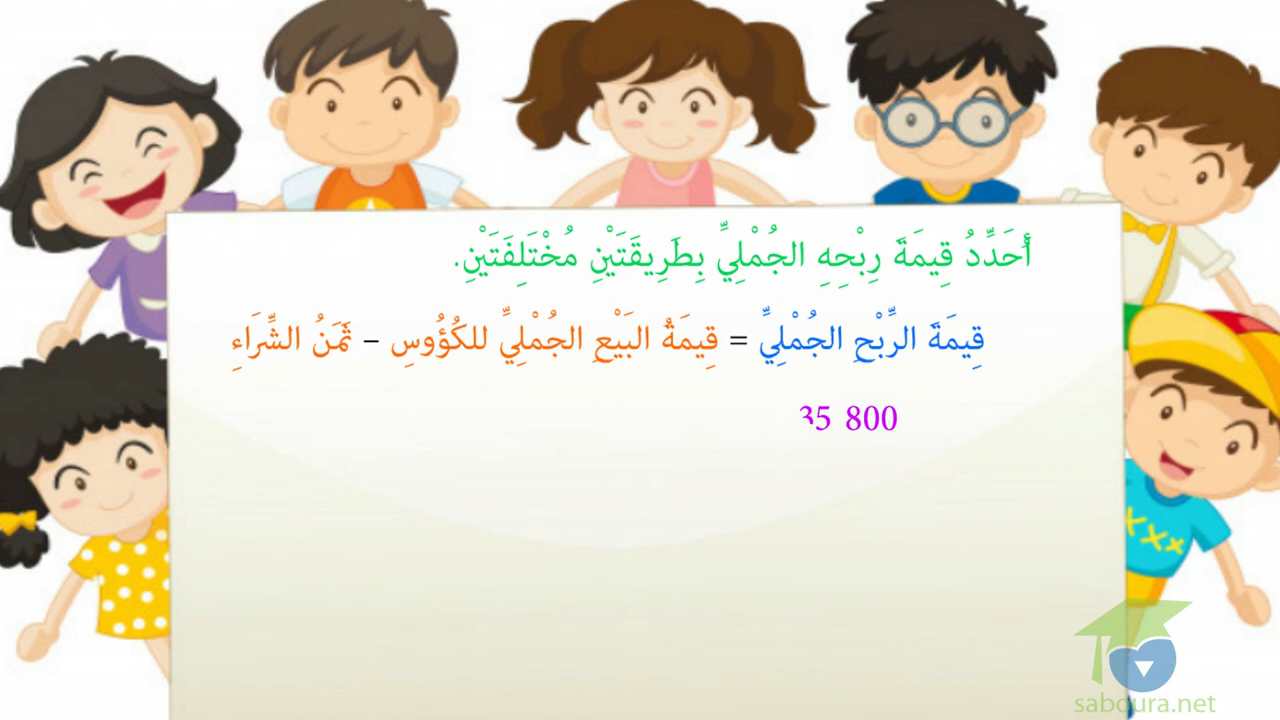 أُحَدِّدُ قِيمَةَ رِبْحِهِ الجُمْلِيِّ بِطَرِيقَتَيْنِ مُخْتَلِفَتَيْنِ.
قِيمَةَ الرِّبْحِ الجُمْلِيِّ = قِيمَةُ البَيْعِ الجُمْلِيِّ للكُؤُوسِ – ثَمَنُ الشِّرَاءِ
35 800
saboura.net